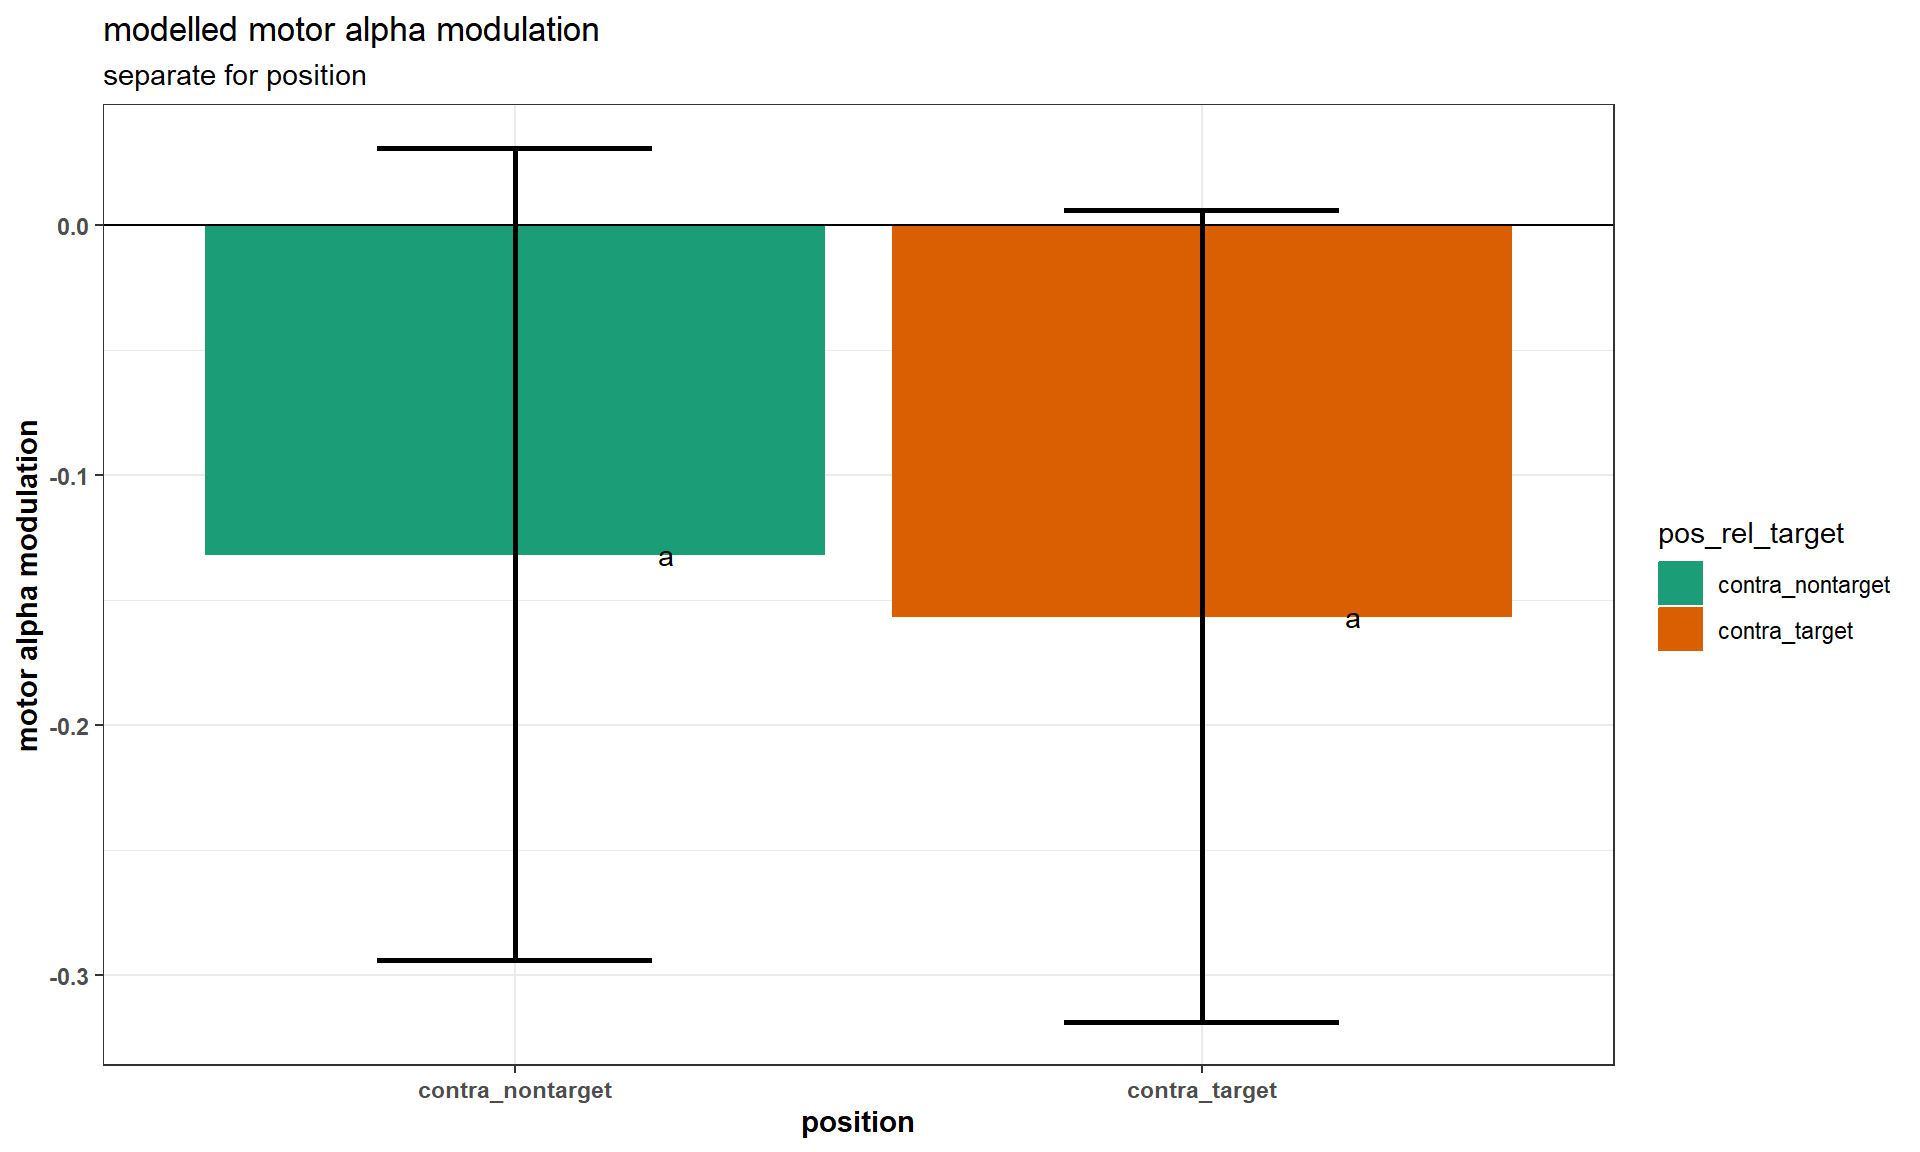 modelled motor alpha modulation
separate for position
motor alpha modulation
0.0
-0.1
-0.2
-0.3
a
a
contra_nontarget
contra_target
position
pos_rel_target
contra_nontarget
contra_target